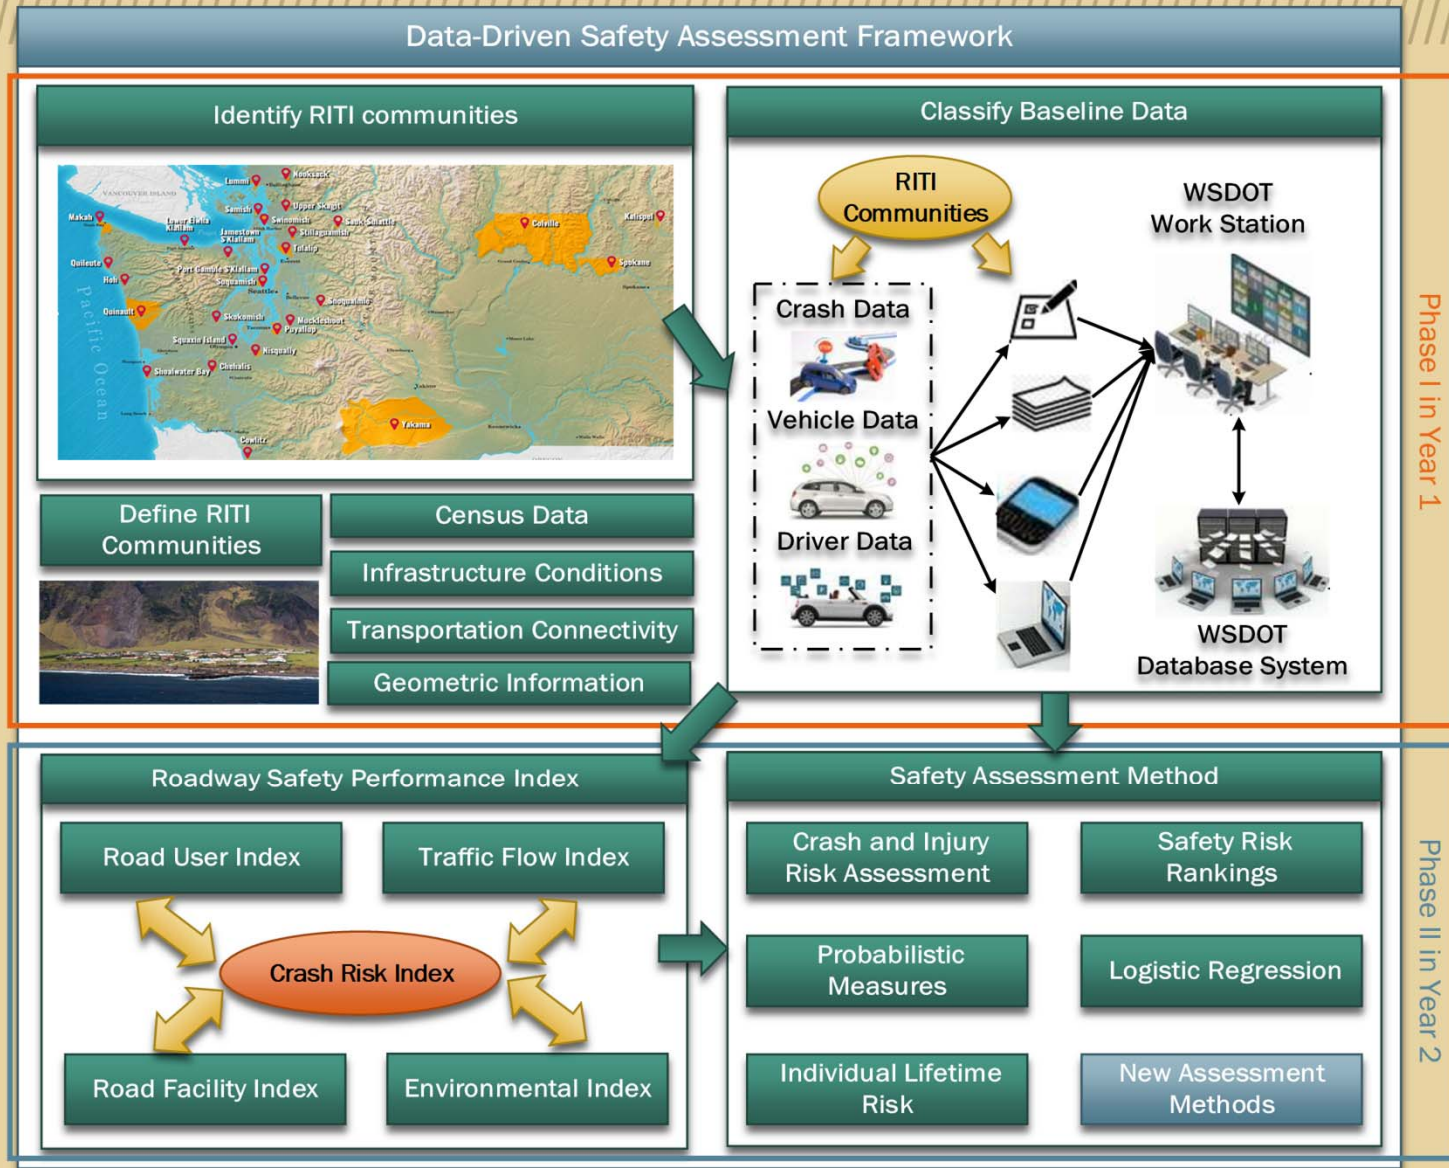 Data-Driven Safety Assessment Framework
Identify RITI communities
VANCOUVER ISLAND
Lummi
Nooksack
Samish
Upper Skagit
Swinomish
Sauk-Suiattle
Makah
Lower Elwha
Klallam
Jamestown
S'Klallam
Stillaguamish
Tulalip
Colville
Kalispel
Quileute
Port Gamble S'Klallam
Spokane
Hoh
Suquamish
Seattle
Snoqualmie
Quinault
Skokomish
Muckleshoot
Puyallup
Squaxin Island
Nisqually
Chehalis
Shoalwater Bay
Pacific Ocean
Yakama
Cowlitz
Define RITI
Communities
Census Data
Infrastructure Conditions
Transportation Connectivity
Geometric Information
Classify Baseline Data
RITI
Communities
WSDOT
Work Station
Crash Data
Vehicle Data
Driver Data
WSDOT
Database System
Phase I in Year 1
Roadway Safety Performance Index
Road User Index
Traffic Flow Index
Crash Risk Index
Road Facility Index
Environmental Index
Safety Assessment Method
Crash and Injury
Risk Assessment
Safety Risk
Rankings
Probabilistic
Measures
Logistic Regression
Individual Lifetime
Risk
New Assessment
Methods
Phase II in Year 2